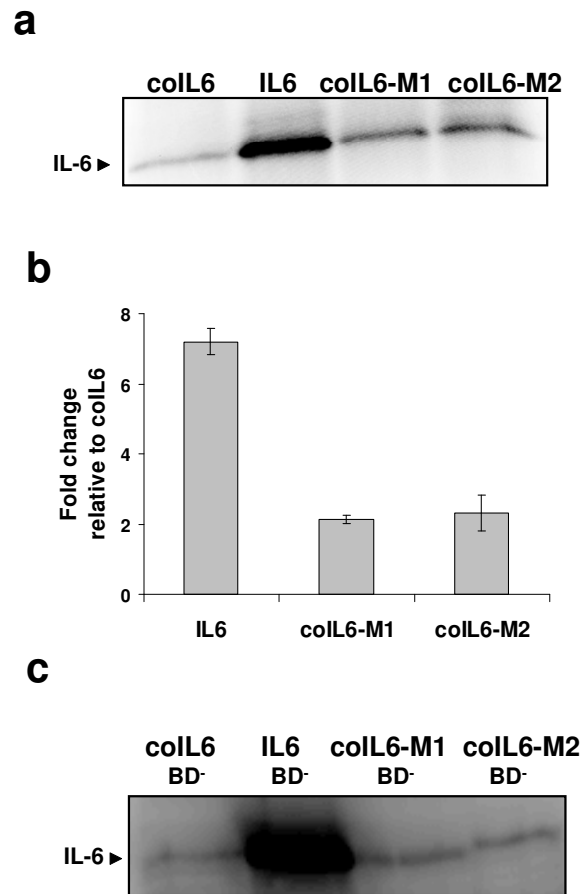 a
coIL6 IL6 coIL6-M1 coIL6-M2
IL-6
b
8
6
4
2
0
Fold change
relative to coIL6
IL6 coIL6-M1 coIL6-M2
c
coIL6 IL6 coIL6-M1 coIL6-M2
BD- BD- BD- BD-
IL-6